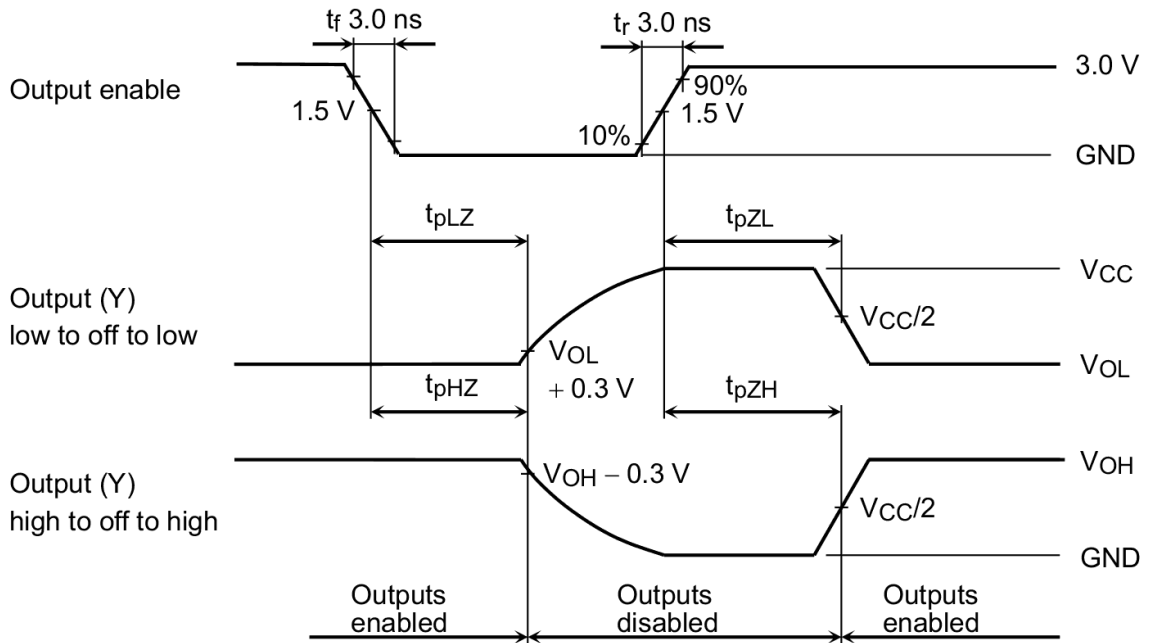 tf 3.0 ns
tr 3.0 ns
Output enable
3.0 V
90%
1.5 V
1.5 V
10%
GND
tpLZ
tpZL
Output (Y)
low to off to low
VCC
VCC/2
VOL
+ 0.3 V
VOL
tpHZ
tpZH
Output (Y)
high to off to high
VOH
VOH − 0.3 V
VCC/2
GND
Outputs
enabled
Outputs
disabled
Outputs
enabled